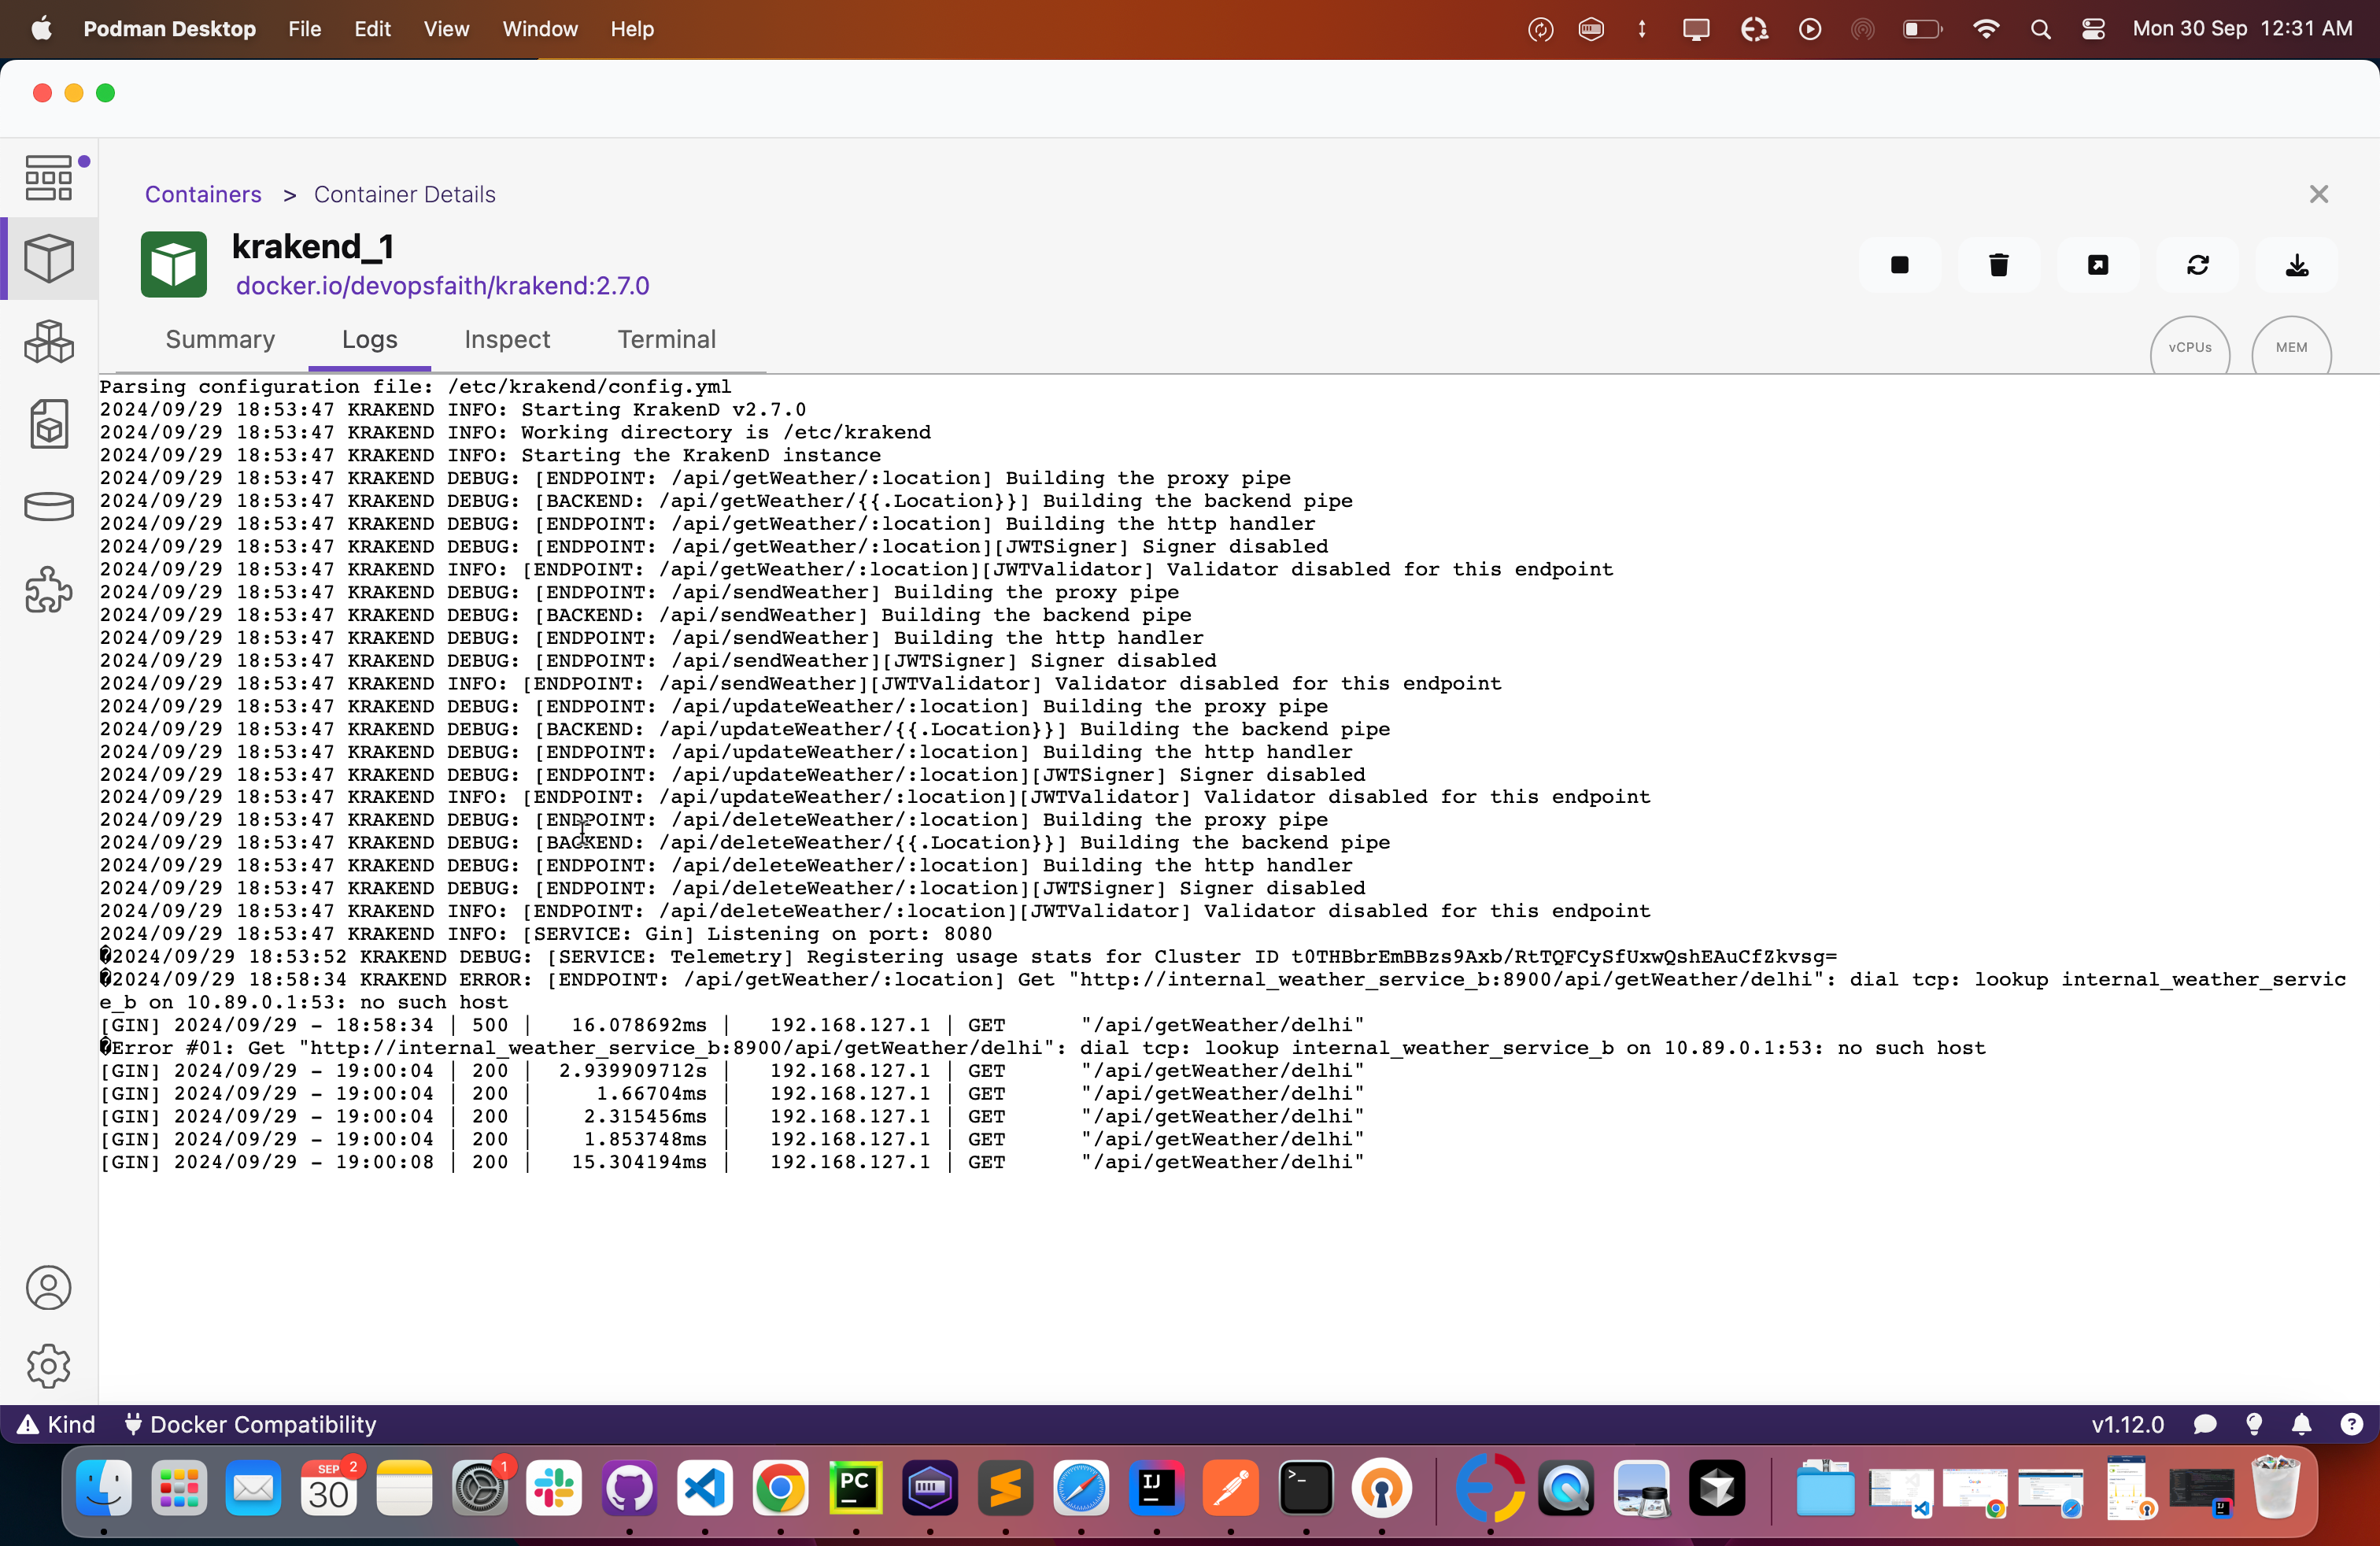 Podman Desktop File Edit View Window Help Mon 30 Sep 12:31 AM
Containers > Container Details
krakend_1
docker.io/devopsfaith/krakend:2.7.0
Summary Logs Inspect Terminal
vCPUs MEM
Parsing configuration file: /etc/krakend/config.yml
2024/09/29 18:53:47 KRAKEND INFO: Starting KrakenD v2.7.0
2024/09/29 18:53:47 KRAKEND INFO: Working directory is /etc/krakend
2024/09/29 18:53:47 KRAKEND INFO: Starting the KrakenD instance
2024/09/29 18:53:47 KRAKEND DEBUG: [ENDPOINT: /api/getWeather/:location] Building the proxy pipe
2024/09/29 18:53:47 KRAKEND DEBUG: [BACKEND: /api/getWeather/{{.Location}}] Building the backend pipe
2024/09/29 18:53:47 KRAKEND DEBUG: [ENDPOINT: /api/getWeather/:location] Building the http handler
2024/09/29 18:53:47 KRAKEND DEBUG: [ENDPOINT: /api/getWeather/:location][JWTSigner] Signer disabled
2024/09/29 18:53:47 KRAKEND INFO: [ENDPOINT: /api/getWeather/:location][JWTValidator] Validator disabled for this endpoint
2024/09/29 18:53:47 KRAKEND DEBUG: [ENDPOINT: /api/sendWeather] Building the proxy pipe
2024/09/29 18:53:47 KRAKEND DEBUG: [BACKEND: /api/sendWeather] Building the backend pipe
2024/09/29 18:53:47 KRAKEND DEBUG: [ENDPOINT: /api/sendWeather] Building the http handler
2024/09/29 18:53:47 KRAKEND DEBUG: [ENDPOINT: /api/sendWeather][JWTSigner] Signer disabled
2024/09/29 18:53:47 KRAKEND INFO: [ENDPOINT: /api/sendWeather][JWTValidator] Validator disabled for this endpoint
2024/09/29 18:53:47 KRAKEND DEBUG: [ENDPOINT: /api/updateWeather/:location] Building the proxy pipe
2024/09/29 18:53:47 KRAKEND DEBUG: [BACKEND: /api/updateWeather/{{.Location}}] Building the backend pipe
2024/09/29 18:53:47 KRAKEND DEBUG: [ENDPOINT: /api/updateWeather/:location] Building the http handler
2024/09/29 18:53:47 KRAKEND DEBUG: [ENDPOINT: /api/updateWeather/:location][JWTSigner] Signer disabled
2024/09/29 18:53:47 KRAKEND INFO: [ENDPOINT: /api/updateWeather/:location][JWTValidator] Validator disabled for this endpoint
2024/09/29 18:53:47 KRAKEND DEBUG: [ENDPOINT: /api/deleteWeather/:location] Building the proxy pipe
2024/09/29 18:53:47 KRAKEND DEBUG: [BACKEND: /api/deleteWeather/{{.Location}}] Building the backend pipe
2024/09/29 18:53:47 KRAKEND DEBUG: [ENDPOINT: /api/deleteWeather/:location] Building the http handler
2024/09/29 18:53:47 KRAKEND DEBUG: [ENDPOINT: /api/deleteWeather/:location][JWTSigner] Signer disabled
2024/09/29 18:53:47 KRAKEND INFO: [ENDPOINT: /api/deleteWeather/:location][JWTValidator] Validator disabled for this endpoint
2024/09/29 18:53:47 KRAKEND INFO: [SERVICE: Gin] Listening on port: 8080
�2024/09/29 18:53:52 KRAKEND DEBUG: [SERVICE: Telemetry] Registering usage stats for Cluster ID t0THBbrEmBBzs9Axb/RtTQFCySfUxwQshEAuCfZkvsg=
�2024/09/29 18:58:34 KRAKEND ERROR: [ENDPOINT: /api/getWeather/:location] Get "http://internal_weather_service_b:8900/api/getWeather/delhi": dial tcp: lookup internal_weather_servic
e_b on 10.89.0.1:53: no such host
[GIN] 2024/09/29 - 18:58:34 | 500 | 16.078692ms | 192.168.127.1 | GET "/api/getWeather/delhi"
�Error #01: Get "http://internal_weather_service_b:8900/api/getWeather/delhi": dial tcp: lookup internal_weather_service_b on 10.89.0.1:53: no such host
[GIN] 2024/09/29 - 19:00:04 | 200 | 2.939909712s | 192.168.127.1 | GET "/api/getWeather/delhi"
[GIN] 2024/09/29 - 19:00:04 | 200 | 1.66704ms | 192.168.127.1 | GET "/api/getWeather/delhi"
[GIN] 2024/09/29 - 19:00:04 | 200 | 2.315456ms | 192.168.127.1 | GET "/api/getWeather/delhi"
[GIN] 2024/09/29 - 19:00:04 | 200 | 1.853748ms | 192.168.127.1 | GET "/api/getWeather/delhi"
[GIN] 2024/09/29 - 19:00:08 | 200 | 15.304194ms | 192.168.127.1 | GET "/api/getWeather/delhi"
Kind Docker Compatibility v1.12.0
SEP 2 30 1 PC IJ